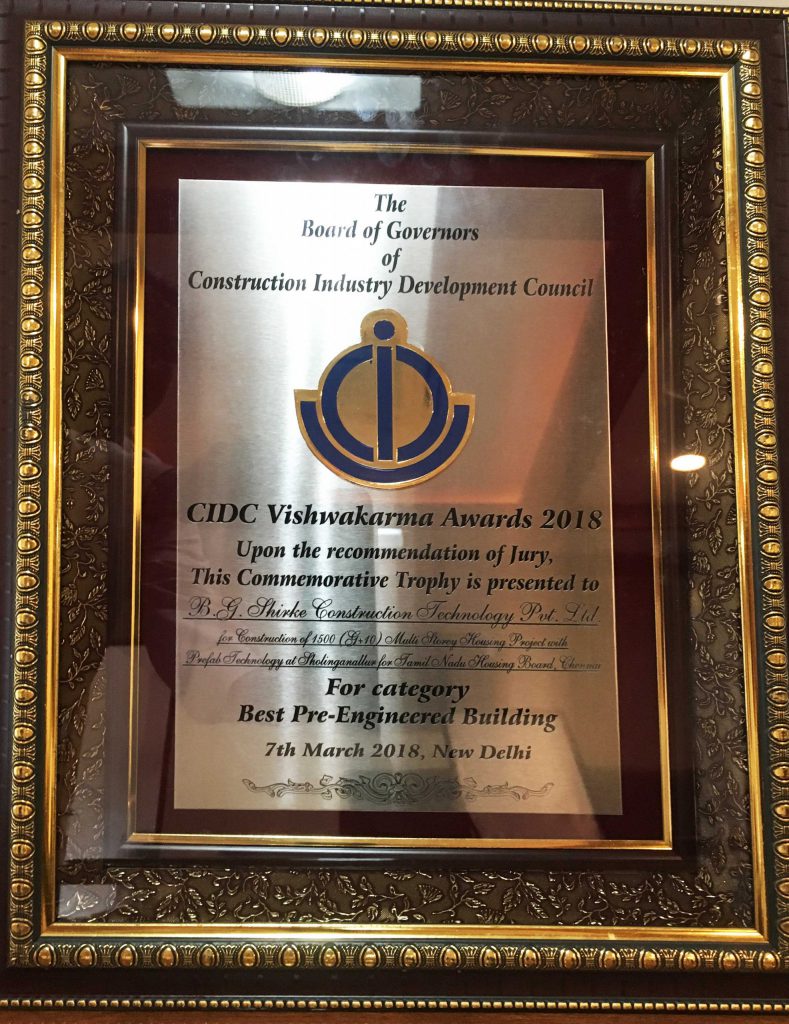 The
Board of Governors
of
Construction Industry Development Council
CIDC Vishwakarma Awards 2018
Upon the recommendation of Jury,
This Commemorative Trophy is presented to
B.G. Shirke Construction Technology Pvt. Ltd.
for Construction of 1500 (G+10) Multi Storey Housing Project with
Prefab Technology at Sholinganallur for Tamil Nadu Housing Board, Chennai
For category
Best Pre-Engineered Building
7th March 2018, New Delhi